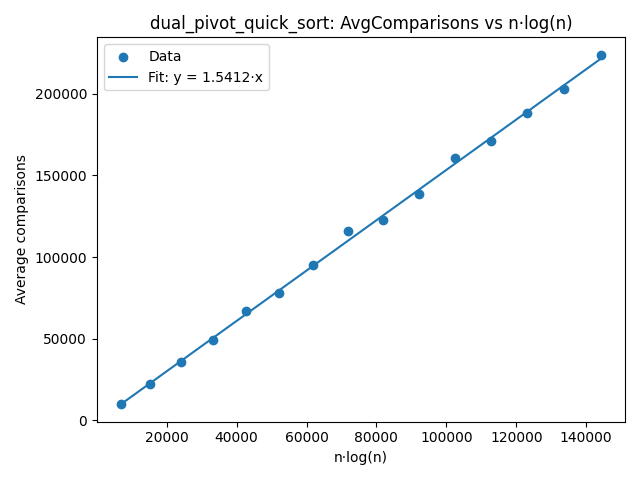 dual_pivot_quick_sort: AvgComparisons vs n·log(n)
Data
Fit: y = 1.5412·x
200000
150000
100000
50000
0
Average comparisons
20000 40000 60000 80000 100000 120000 140000
n·log(n)